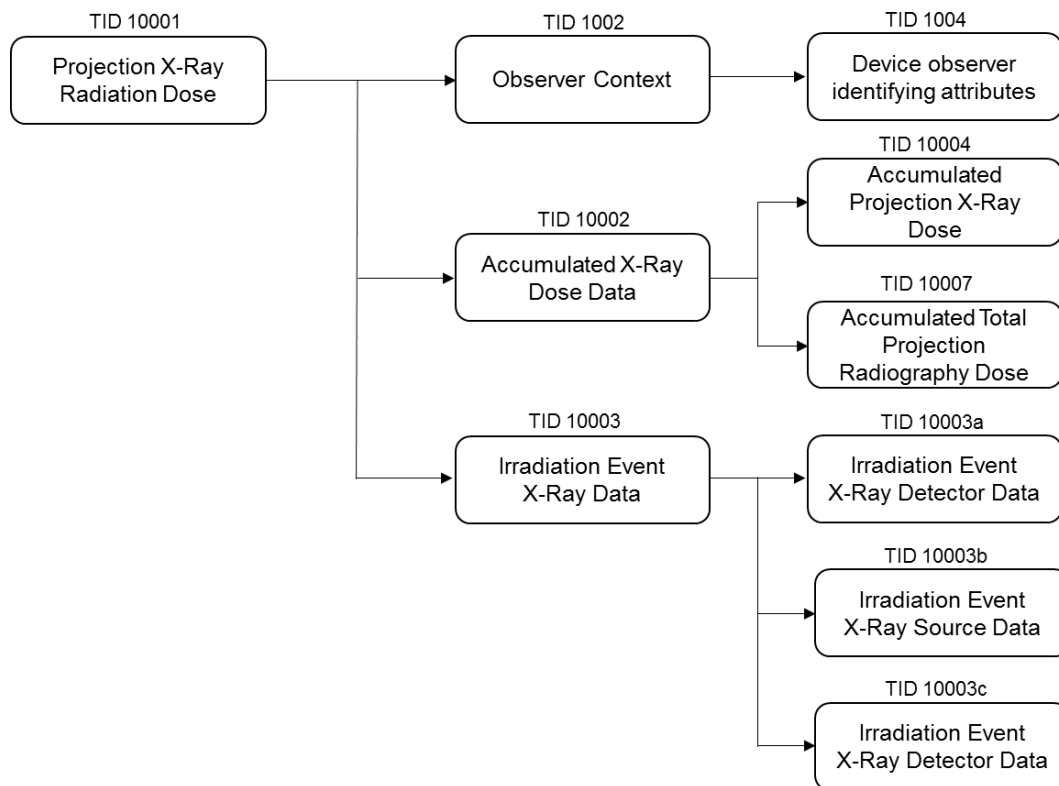 TID 10001
Projection X-Ray
Radiation Dose
TID 1002
Observer Context
TID 1004
Device observer
identifying attributes
TID 10002
Accumulated X-Ray
Dose Data
TID 10004
Accumulated
Projection X-Ray
Dose
TID 10007
Accumulated Total
Projection
Radiography Dose
TID 10003
Irradiation Event
X-Ray Data
TID 10003a
Irradiation Event
X-Ray Detector Data
TID 10003b
Irradiation Event
X-Ray Source Data
TID 10003c
Irradiation Event
X-Ray Detector Data